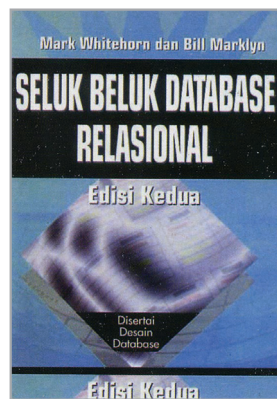 Mark Whitehorn dan Bill Marklyn
SELUK BELUK DATABASE
RELASIONAL
Edisi Kedua
Disertai
Desain
Database
Edisi Kedua